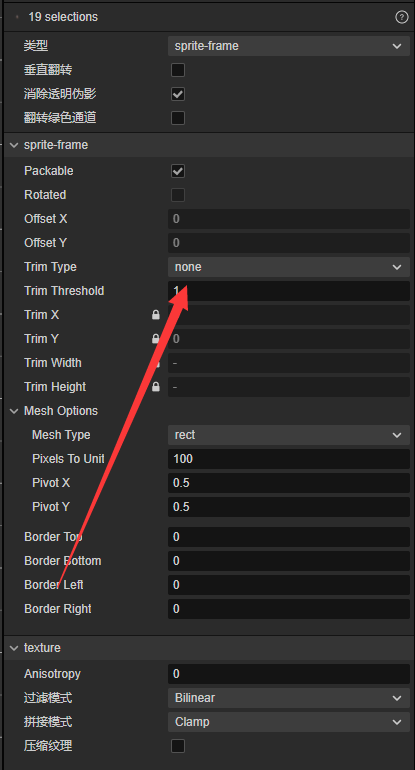 19 selections
类型 sprite-frame
垂直翻转
消除透明伪影
翻转绿色通道
sprite-frame
Packable
Rotated
Offset X 0
Offset Y 0
Trim Type none
Trim Threshold 1
Trim X
Trim Y 0
Trim Width -
Trim Height -
Mesh Options
Mesh Type rect
Pixels To Unit 100
Pivot X 0.5
Pivot Y 0.5
Border Top 0
Border Bottom 0
Border Left 0
Border Right 0
texture
Anisotropy 0
过滤模式 Bilinear
拼接模式 Clamp
压缩纹理